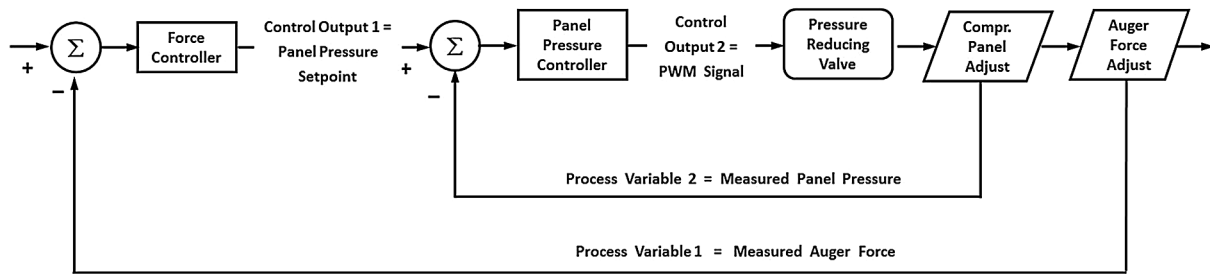 Σ
+
−
Force
Controller
Control Output 1 =
Panel Pressure
Setpoint
Σ
+
−
Panel
Pressure
Controller
Control
Output 2 =
PWM Signal
Pressure
Reducing
Valve
Compr.
Panel
Adjust
Auger
Force
Adjust
Process Variable 2 = Measured Panel Pressure
Process Variable 1 = Measured Auger Force